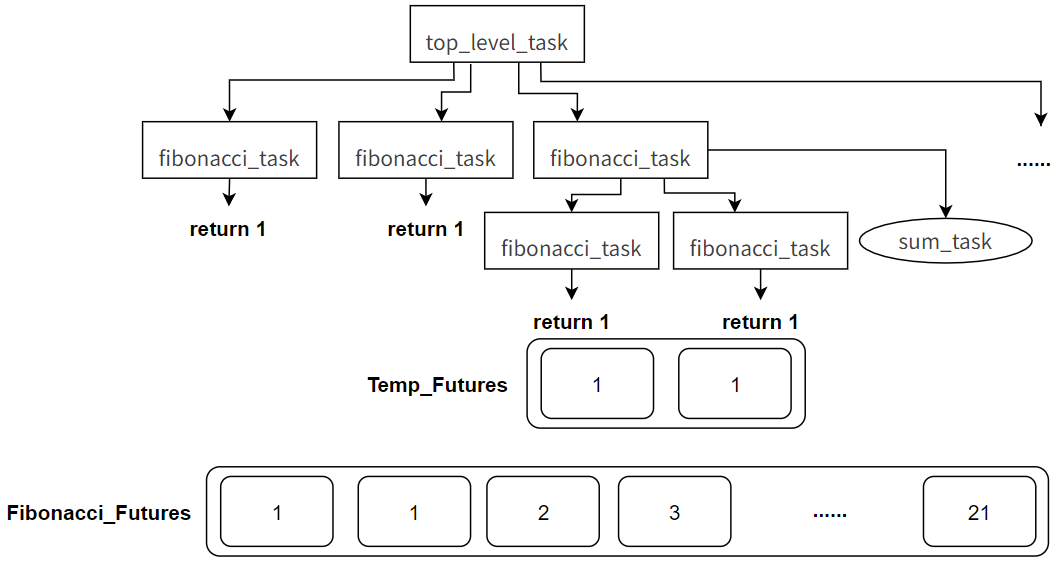 top_level_task
fibonacci_task
fibonacci_task
fibonacci_task
......
return 1
return 1
fibonacci_task
fibonacci_task
sum_task
return 1
return 1
Temp_Futures
1
1
Fibonacci_Futures
1
1
2
3
......
21